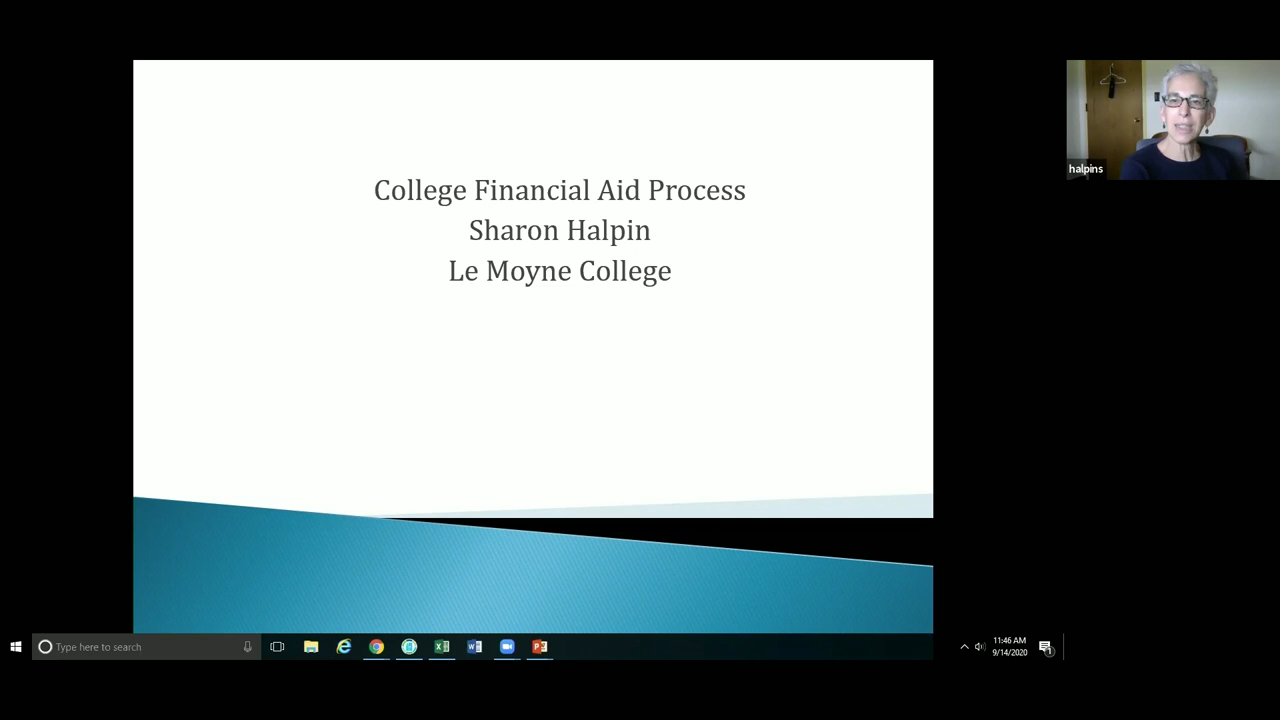 College Financial Aid Process
Sharon Halpin
Le Moyne College
halpins
Type here to search
11:46 AM
9/14/2020